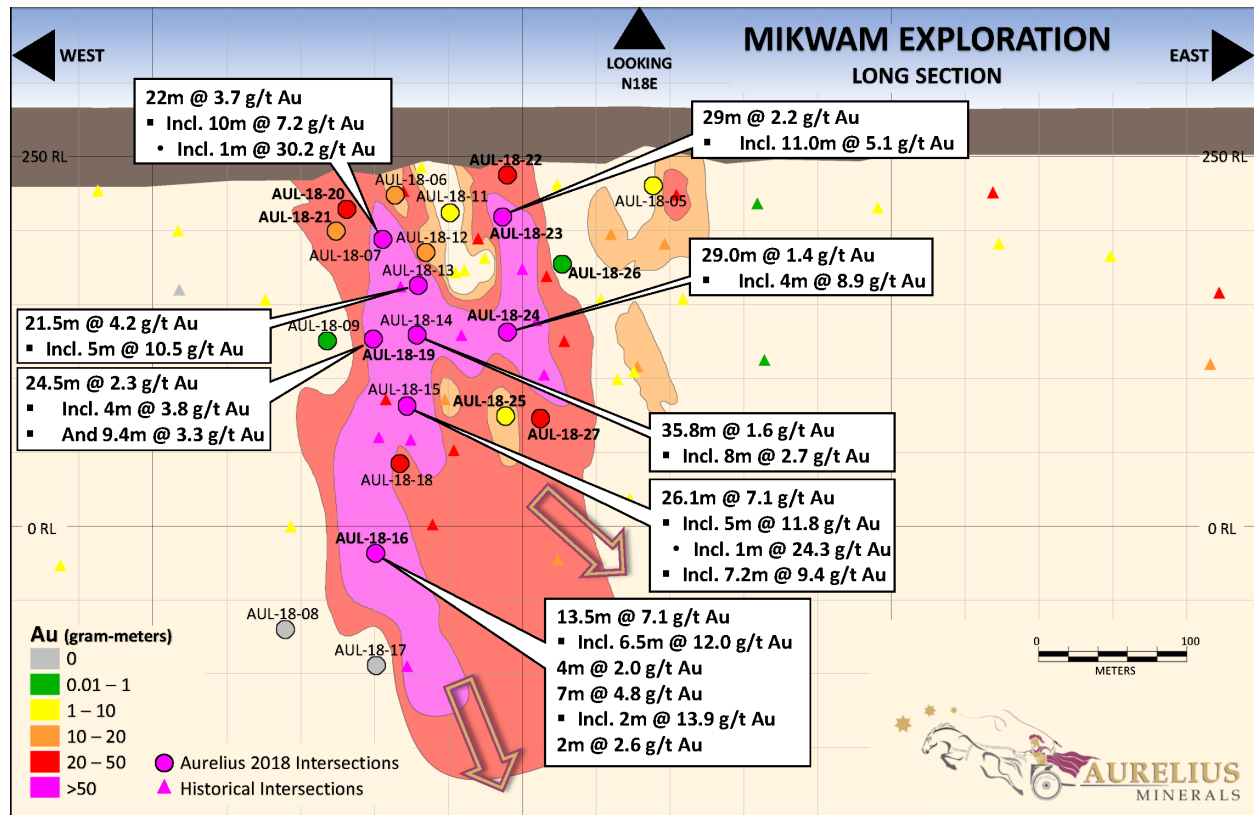 MIKWAM EXPLORATION
LONG SECTION
WEST
LOOKING
N18E
EAST
22m @ 3.7 g/t Au
▪ Incl. 10m @ 7.2 g/t Au
• Incl. 1m @ 30.2 g/t Au
29m @ 2.2 g/t Au
▪ Incl. 11.0m @ 5.1 g/t Au
250 RL
250 RL
AUL-18-22
AUL-18-06
AUL-18-20
AUL-18-11
AUL-18-05
AUL-18-21
AUL-18-23
AUL-18-12
AUL-18-07
AUL-18-13
AUL-18-26
29.0m @ 1.4 g/t Au
▪ Incl. 4m @ 8.9 g/t Au
21.5m @ 4.2 g/t Au
▪ Incl. 5m @ 10.5 g/t Au
AUL-18-09
AUL-18-14
AUL-18-24
AUL-18-19
24.5m @ 2.3 g/t Au
▪ Incl. 4m @ 3.8 g/t Au
▪ And 9.4m @ 3.3 g/t Au
AUL-18-15
AUL-18-25
AUL-18-27
35.8m @ 1.6 g/t Au
▪ Incl. 8m @ 2.7 g/t Au
AUL-18-18
26.1m @ 7.1 g/t Au
▪ Incl. 5m @ 11.8 g/t Au
• Incl. 1m @ 24.3 g/t Au
▪ Incl. 7.2m @ 9.4 g/t Au
0 RL
0 RL
AUL-18-16
AUL-18-08
AUL-18-17
13.5m @ 7.1 g/t Au
▪ Incl. 6.5m @ 12.0 g/t Au
4m @ 2.0 g/t Au
7m @ 4.8 g/t Au
▪ Incl. 2m @ 13.9 g/t Au
2m @ 2.6 g/t Au
0 100
METERS
Au (gram-meters)
0
0.01 – 1
1 – 10
10 – 20
20 – 50
>50
Aurelius 2018 Intersections
Historical Intersections
AURELIUS
MINERALS